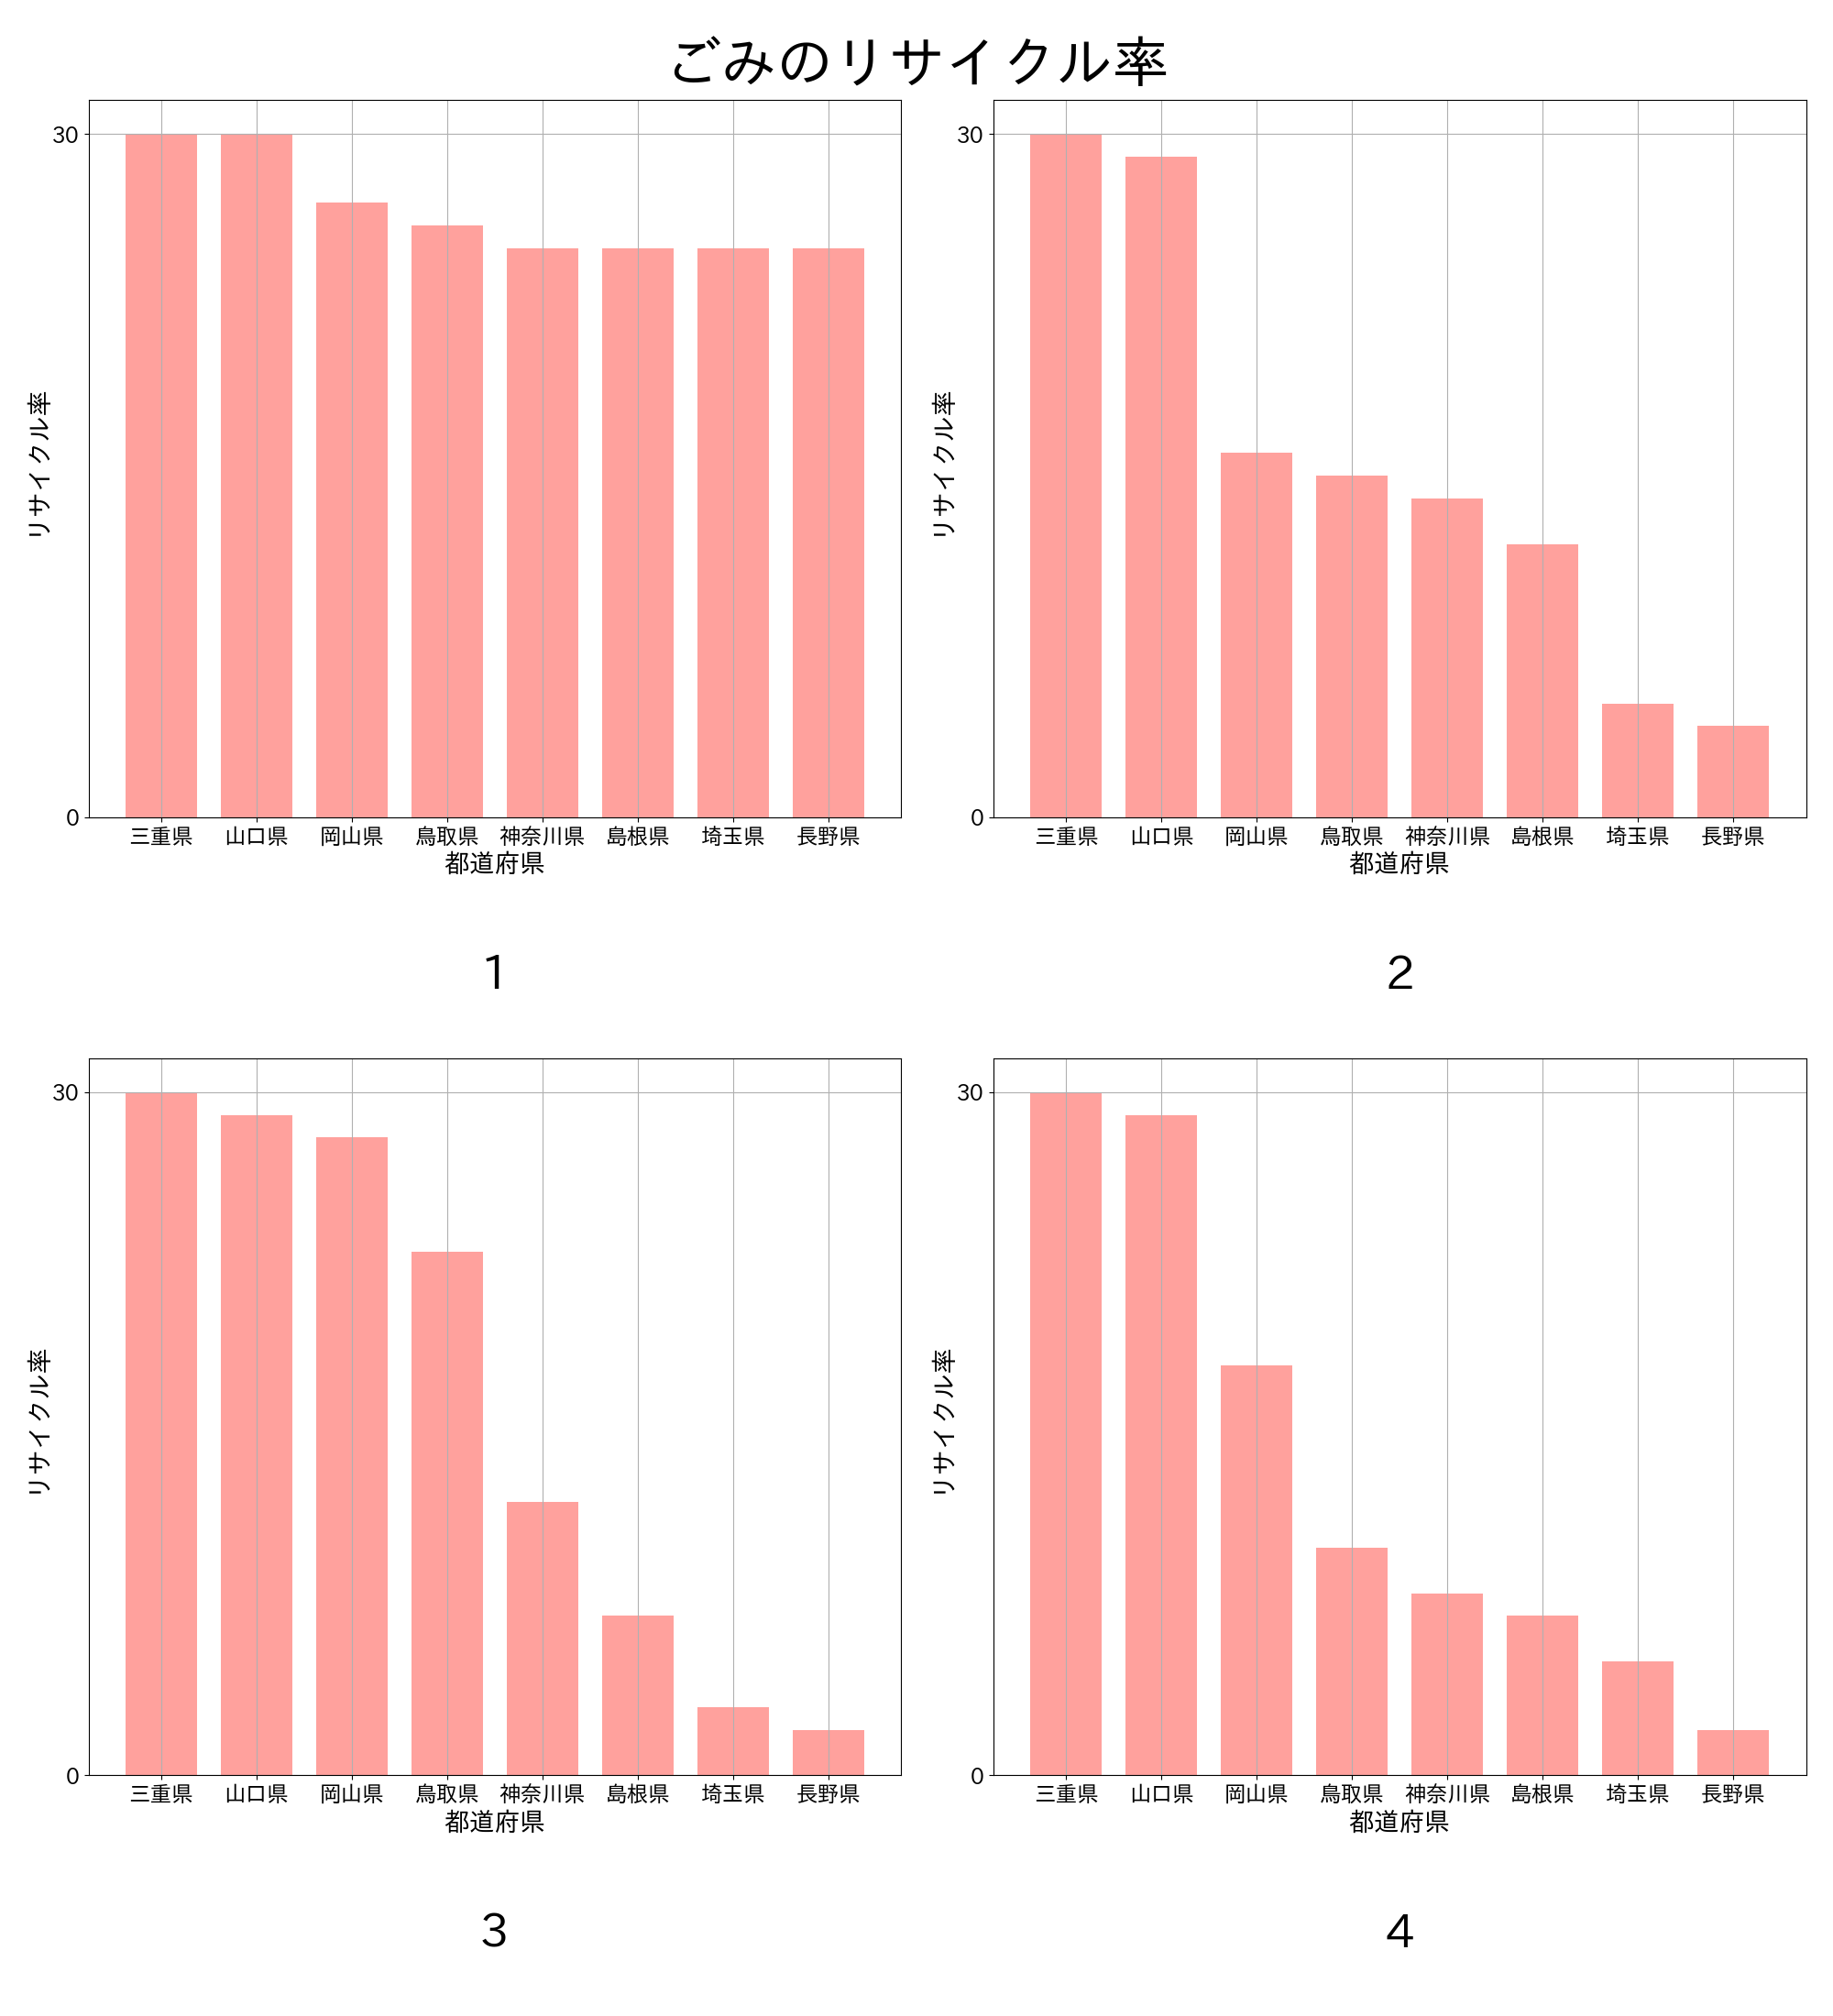 ごみのリサイクル率
30
0
リサイクル率
三重県 山口県 岡山県 鳥取県 神奈川県 島根県 埼玉県 長野県
都道府県
1
30
0
リサイクル率
三重県 山口県 岡山県 鳥取県 神奈川県 島根県 埼玉県 長野県
都道府県
2
30
0
リサイクル率
三重県 山口県 岡山県 鳥取県 神奈川県 島根県 埼玉県 長野県
都道府県
3
30
0
リサイクル率
三重県 山口県 岡山県 鳥取県 神奈川県 島根県 埼玉県 長野県
都道府県
4